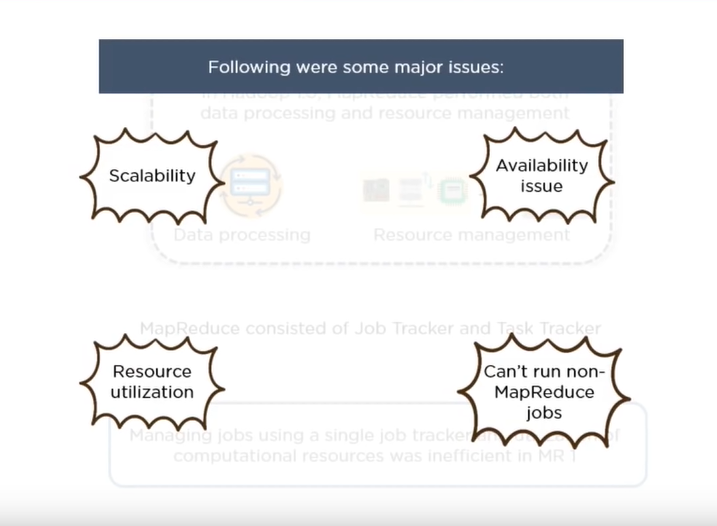 Following were some major issues:
In Hadoop 1.0, MapReduce performed both
data processing and resource management
Scalability
Availability
issue
Data processing
Resource management
MapReduce consisted of Job Tracker and Task Tracker
Resource
utilization
Can't run non-
MapReduce
jobs
Managing jobs using a single job tracker and of
computational resources was inefficient in MR 1